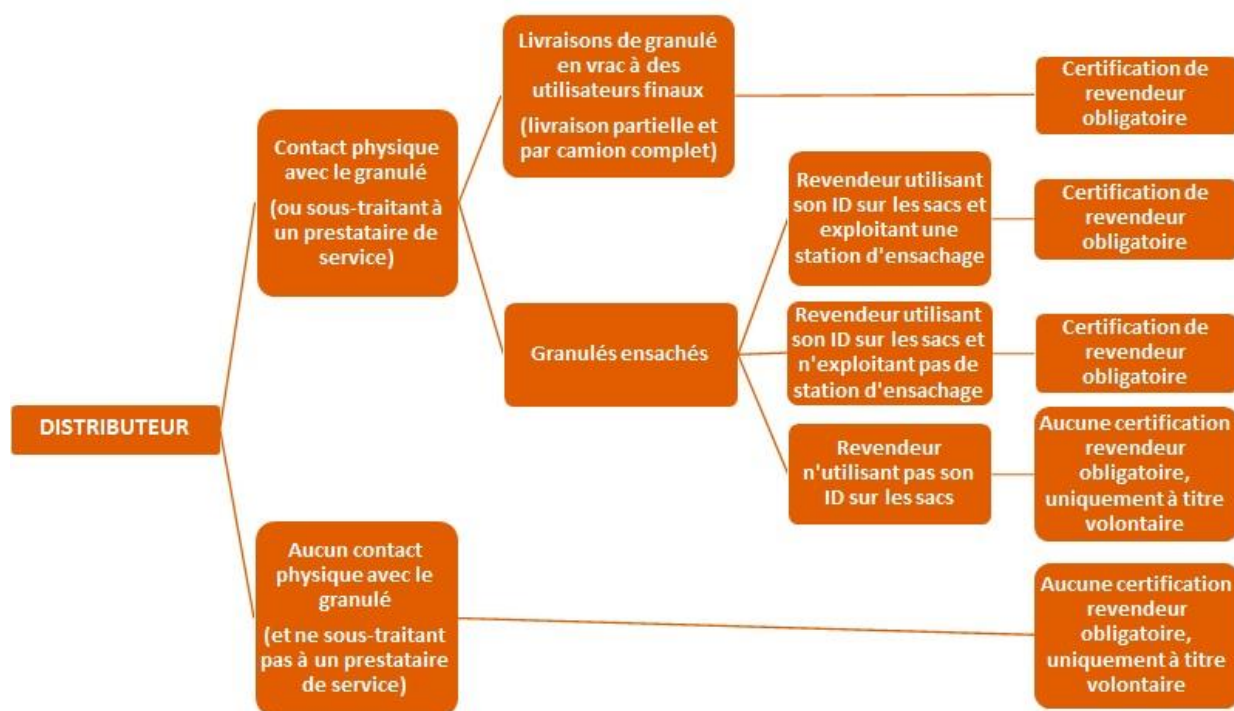 DISTRIBUTEUR
Contact physique
avec le granulé
(ou sous-traitant à
un prestataire de
service)
Livraisons de granulé
en vrac à des
utilisateurs finaux
(livraison partielle et
par camion complet)
Certification de
revendeur
obligatoire
Granulés ensachés
Revendeur utilisant
son ID sur les sacs et
exploitant une
station d'ensachage
Certification de
revendeur
obligatoire
Revendeur utilisant
son ID sur les sacs et
n'exploitant pas de
station d'ensachage
Certification de
revendeur
obligatoire
Revendeur
n'utilisant pas son
ID sur les sacs
Aucune certification
revendeur
obligatoire,
uniquement à titre
volontaire
Aucun contact
physique avec le
granulé
(et ne sous-traitant
pas à un prestataire
de service)
Aucune certification
revendeur
obligatoire,
uniquement à titre
volontaire